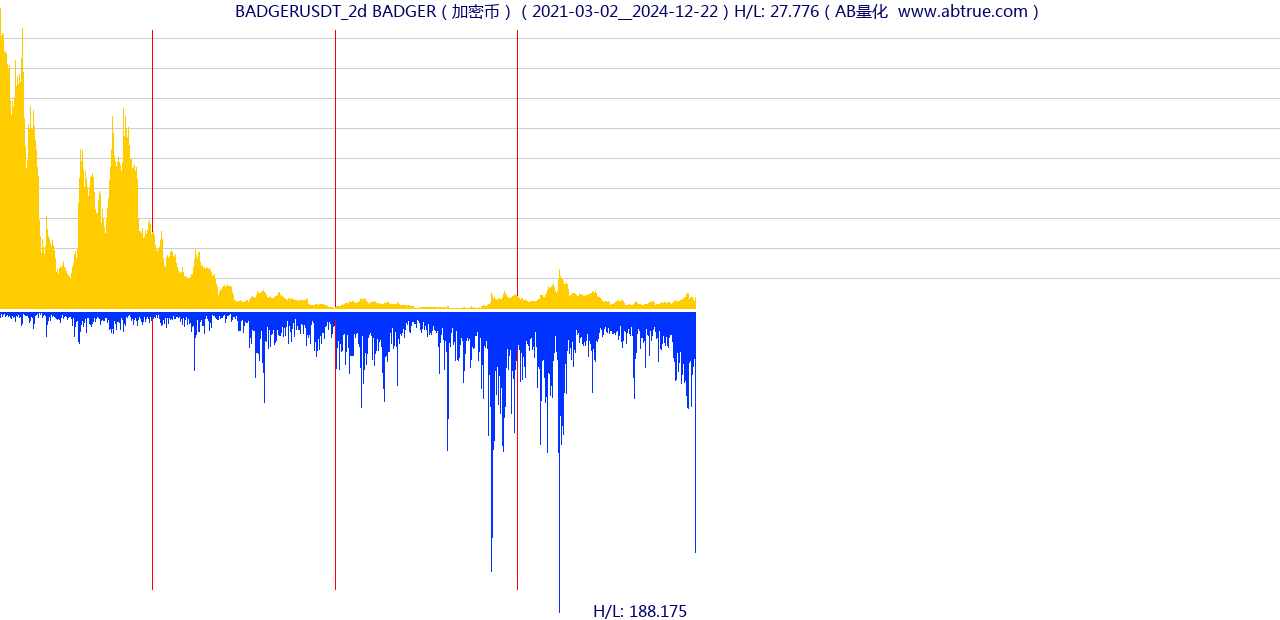 BADGERUSDT_2d BADGER ( 加密币 ) ( 2021-03-02__2024-12-22 ) H/L: 27.776 ( AB量化  www.abtrue.com )
H/L: 188.175